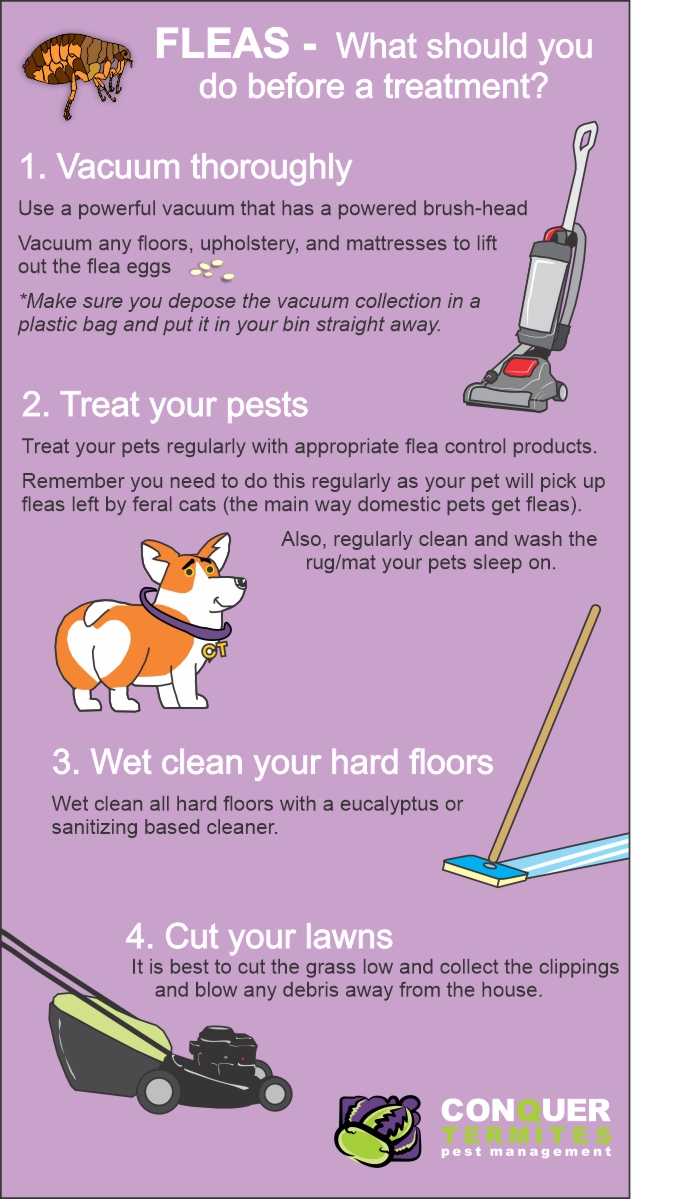 FLEAS - What should you
do before a treatment?
1. Vacuum thoroughly
Use a powerful vacuum that has a powered brush-head
Vacuum any floors, upholstery, and mattresses to lift
out the flea eggs
*Make sure you depose the vacuum collection in a
plastic bag and put it in your bin straight away.
2. Treat your pests
Treat your pets regularly with appropriate flea control products.
Remember you need to do this regularly as your pet will pick up
fleas left by feral cats (the main way domestic pets get fleas).
Also, regularly clean and wash the
rug/mat your pets sleep on.
CT
3. Wet clean your hard floors
Wet clean all hard floors with a eucalyptus or
sanitizing based cleaner.
4. Cut your lawns
It is best to cut the grass low and collect the clippings
and blow any debris away from the house.
CONQUER
TERMITES
pest management